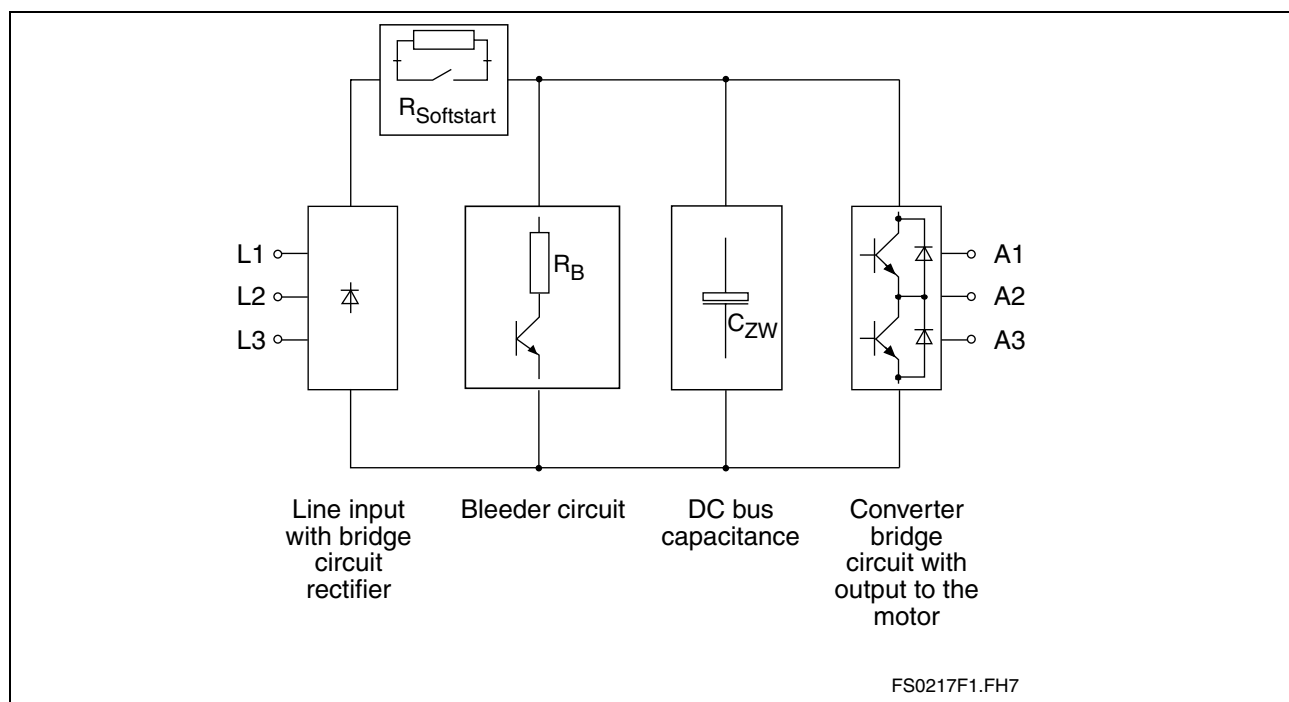 RSoftstart
L1
L2
L3
RB
CZW
A1
A2
A3
Line input
with bridge
circuit
rectifier
Bleeder circuit
DC bus
capacitance
Converter
bridge
circuit with
output to the
motor
FS0217F1.FH7